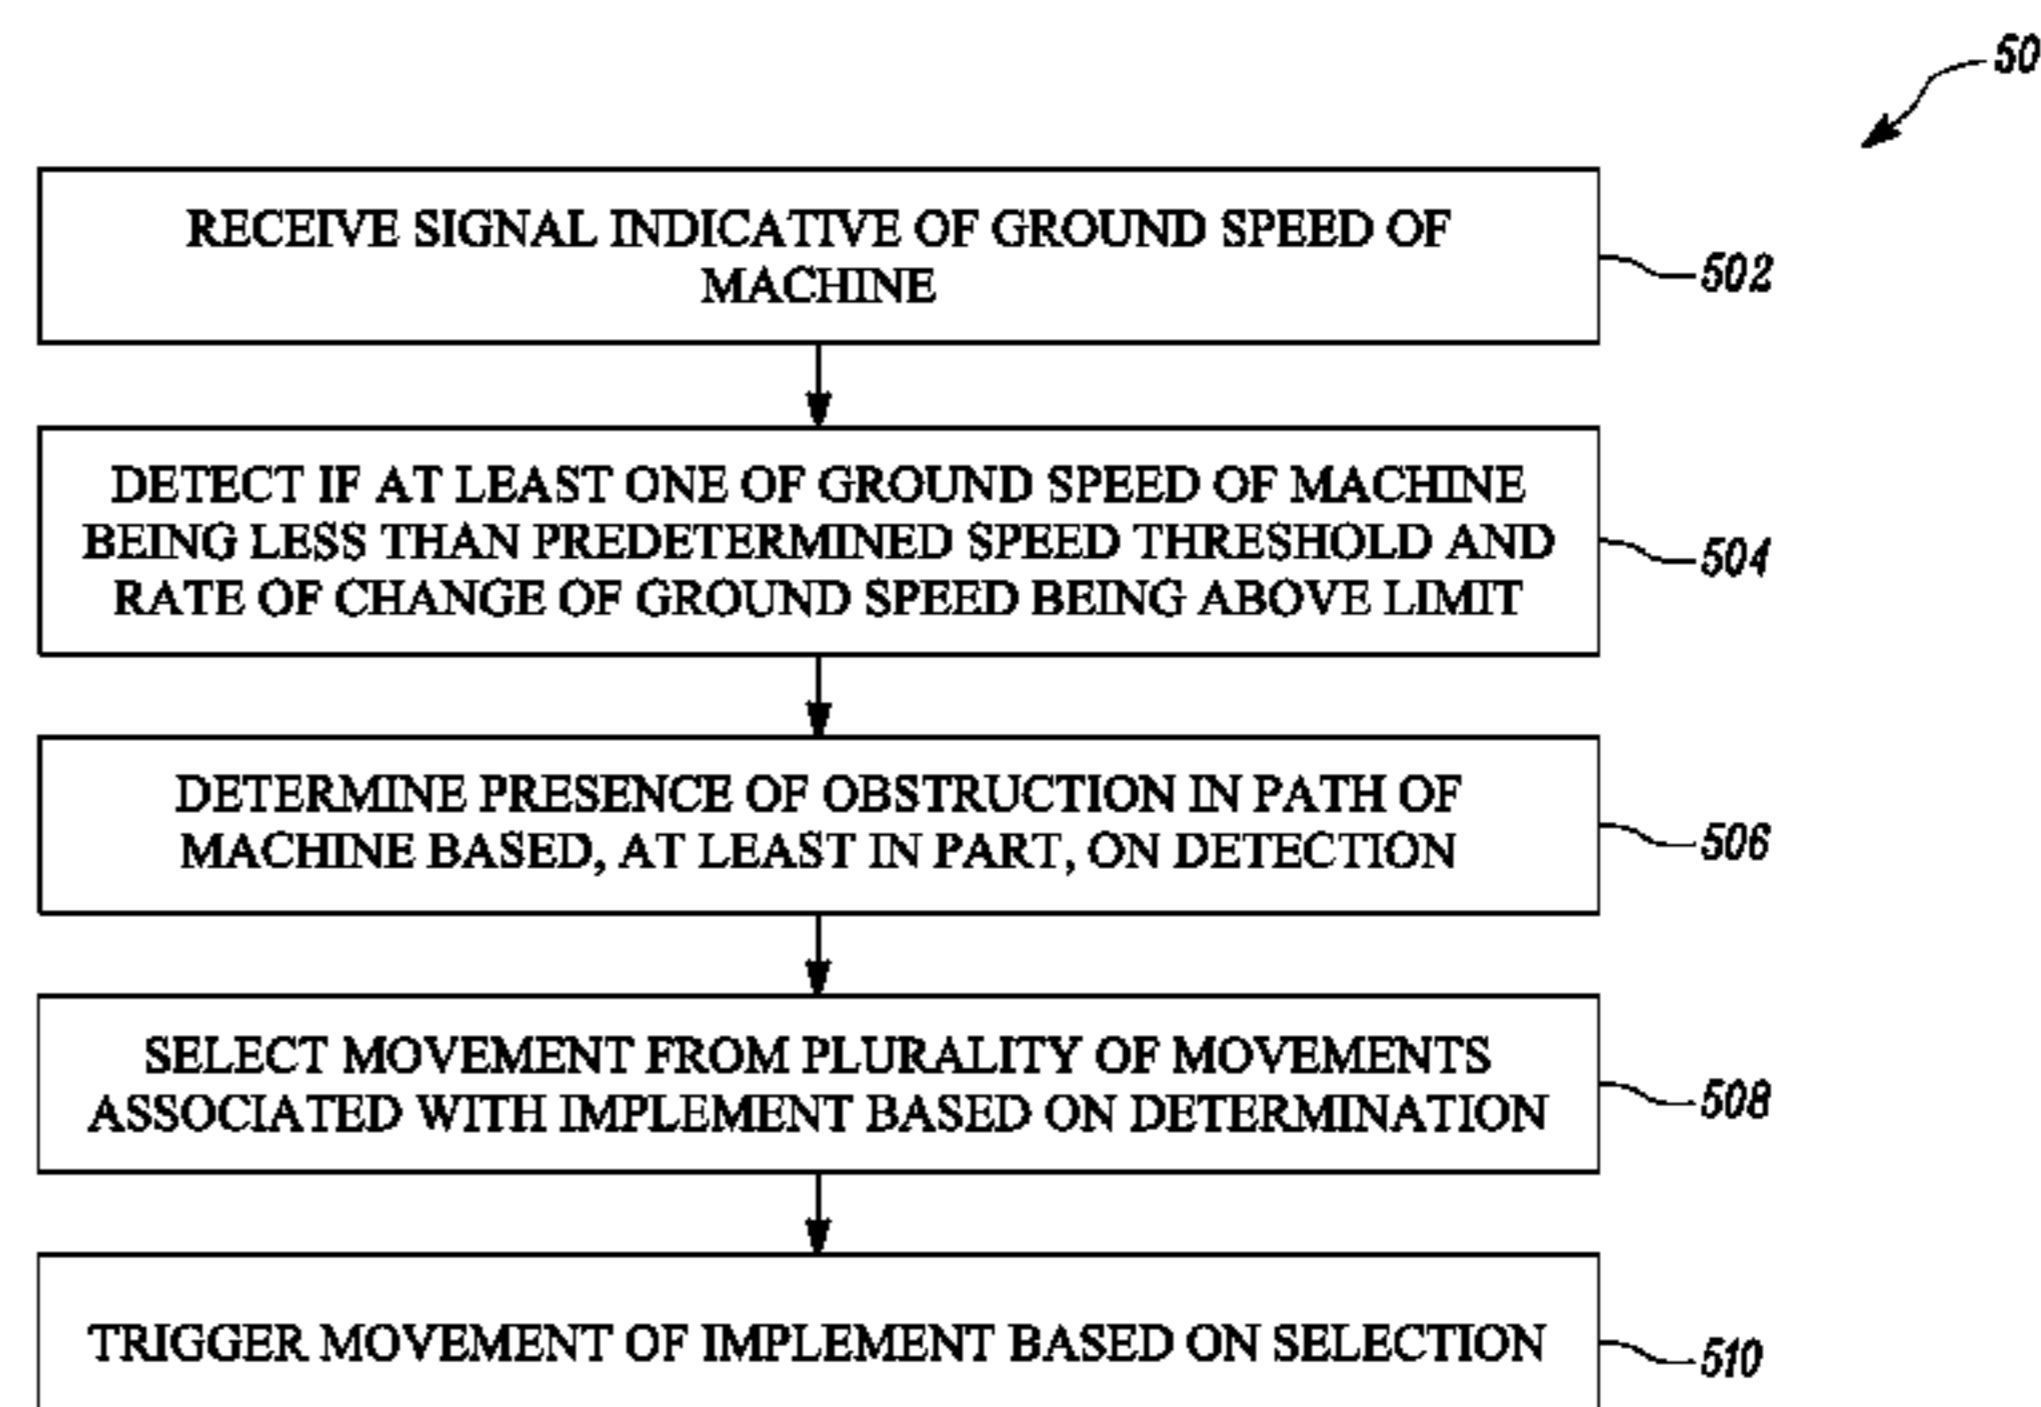 50
RECEIVE SIGNAL INDICATIVE OF GROUND SPEED OF
MACHINE
502
DETECT IF AT LEAST ONE OF GROUND SPEED OF MACHINE
BEING LESS THAN PREDETERMINED SPEED THRESHOLD AND
RATE OF CHANGE OF GROUND SPEED BEING ABOVE LIMIT
504
DETERMINE PRESENCE OF OBSTRUCTION IN PATH OF
MACHINE BASED, AT LEAST IN PART, ON DETECTION
506
SELECT MOVEMENT FROM PLURALITY OF MOVEMENTS
ASSOCIATED WITH IMPLEMENT BASED ON DETERMINATION
508
TRIGGER MOVEMENT OF IMPLEMENT BASED ON SELECTION
510